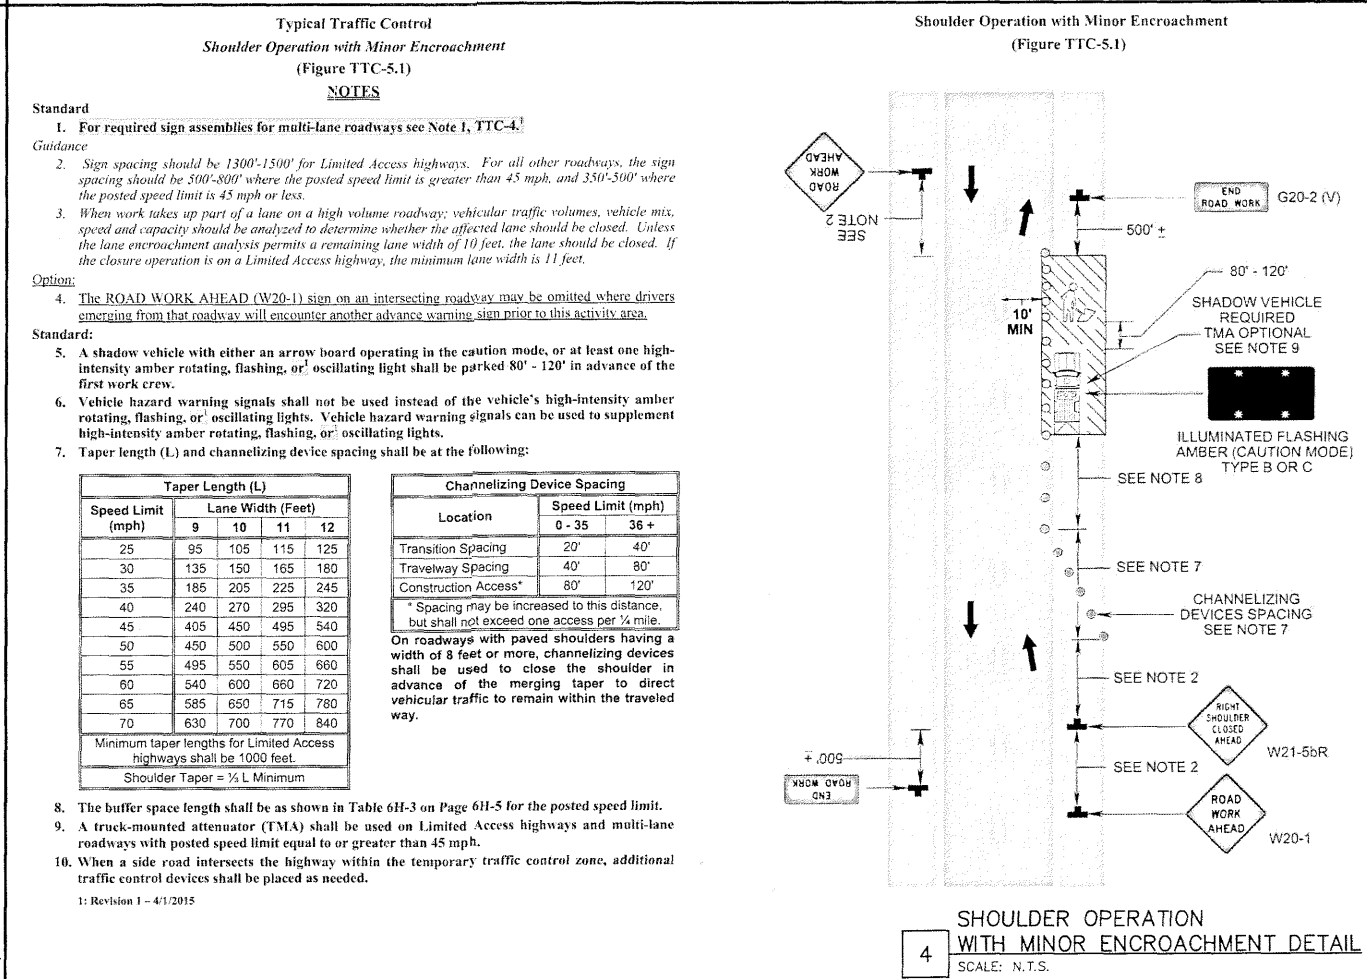 Typical Traffic Control
Shoulder Operation with Minor Encroachment
(Figure TTC-5.1)
NOTES
Standard
1. For required sign assemblies for multi-lane roadways see Note 1, TTC-4.1
Guidance
2. Sign spacing should be 1300'-1500' for Limited Access highways. For all other roadways, the sign
spacing should be 500'-800' where the posted speed limit is greater than 45 mph, and 350'-500' where
the posted speed limit is 45 mph or less.
3. When work takes up part of a lane on a high volume roadway; vehicular traffic volumes, vehicle mix,
speed and capacity should be analyzed to determine whether the affected lane should be closed. Unless
the lane encroachment analysis permits a remaining lane width of 10 feet, the lane should be closed. If
the closure operation is on a Limited Access highway, the minimum lane width is 11 feet.
Option:
4. The ROAD WORK AHEAD (W20-1) sign on an intersecting roadway may be omitted where drivers
emerging from that roadway will encounter another advance warning sign prior to this activity area.
Standard:
5. A shadow vehicle with either an arrow board operating in the caution mode, or at least one high-
intensity amber rotating, flashing, or1 oscillating light shall be parked 80' - 120' in advance of the
first work crew.
6. Vehicle hazard warning signals shall not be used instead of the vehicle's high-intensity amber
rotating, flashing, or1 oscillating lights. Vehicle hazard warning signals can be used to supplement
high-intensity amber rotating, flashing, or1 oscillating lights.
7. Taper length (L) and channelizing device spacing shall be at the following:
Taper Length (L)
Speed Limit (mph) Lane Width (Feet)
9 10 11 12
25 95 105 115 125
30 135 150 165 180
35 185 205 225 245
40 240 270 295 320
45 405 450 495 540
50 450 500 550 600
55 495 550 605 660
60 540 600 660 720
65 585 650 715 780
70 630 700 770 840
Minimum taper lengths for Limited Access
highways shall be 1000 feet.
Shoulder Taper = ⅓ L Minimum
Channelizing Device Spacing
Location Speed Limit (mph)
0 - 35 36 +
Transition Spacing 20' 40'
Travelway Spacing 40' 80'
Construction Access* 80' 120'
* Spacing may be increased to this distance,
but shall not exceed one access per ¼ mile.
On roadways with paved shoulders having a
width of 8 feet or more, channelizing devices
shall be used to close the shoulder in
advance of the merging taper to direct
vehicular traffic to remain within the traveled
way.
8. The buffer space length shall be as shown in Table 6H-3 on Page 6H-5 for the posted speed limit.
9. A truck-mounted attenuator (TMA) shall be used on Limited Access highways and multi-lane
roadways with posted speed limit equal to or greater than 45 mph.
10. When a side road intersects the highway within the temporary traffic control zone, additional
traffic control devices shall be placed as needed.
1: Revision 1 – 4/1/2015
Shoulder Operation with Minor Encroachment
(Figure TTC-5.1)
ROAD
WORK
AHEAD
SEE
NOTE 2
END
ROAD WORK
G20-2 (V)
500' ±
80' - 120'
10'
MIN
SHADOW VEHICLE
REQUIRED
TMA OPTIONAL
SEE NOTE 9
ILLUMINATED FLASHING
AMBER (CAUTION MODE)
TYPE B OR C
SEE NOTE 8
SEE NOTE 7
CHANNELIZING
DEVICES SPACING
SEE NOTE 7
SEE NOTE 2
RIGHT
SHOULDER
CLOSED
AHEAD
W21-5bR
500' ±
END
ROAD WORK
SEE NOTE 2
ROAD
WORK
AHEAD
W20-1
4
SHOULDER OPERATION
WITH MINOR ENCROACHMENT DETAIL
SCALE: N.T.S.